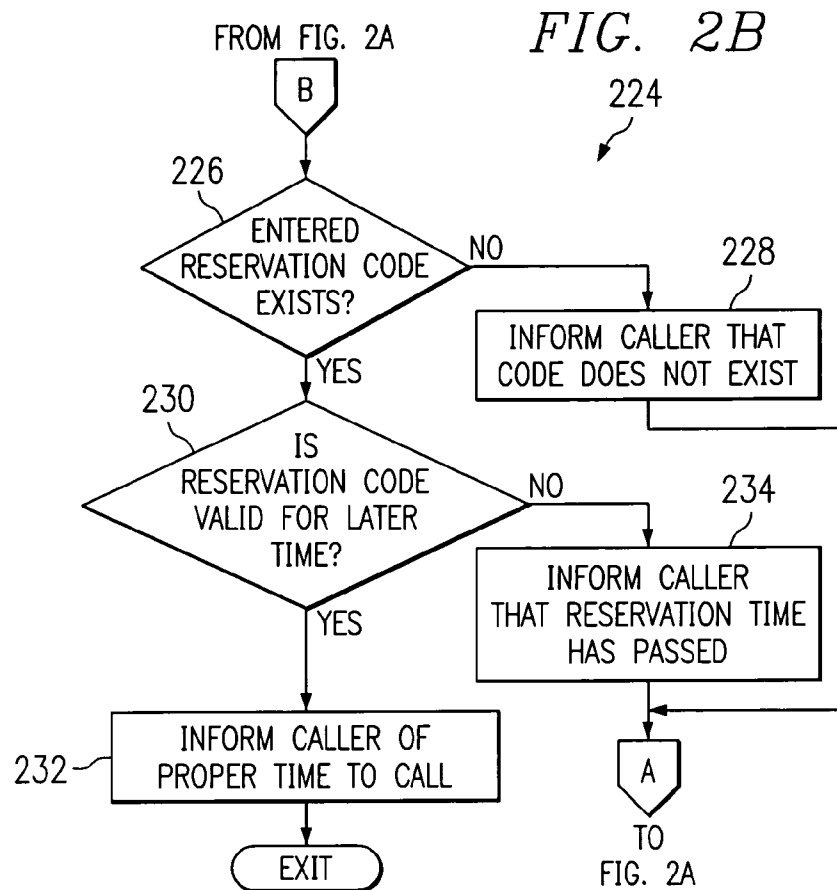 FROM FIG. 2A
FIG. 2B
B
224
226
ENTERED
RESERVATION CODE
EXISTS?
NO
228
INFORM CALLER THAT
CODE DOES NOT EXIST
YES
230
IS
RESERVATION CODE
VALID FOR LATER
TIME?
NO
234
INFORM CALLER
THAT RESERVATION TIME
HAS PASSED
YES
232
INFORM CALLER OF
PROPER TIME TO CALL
A
EXIT
TO
FIG. 2A